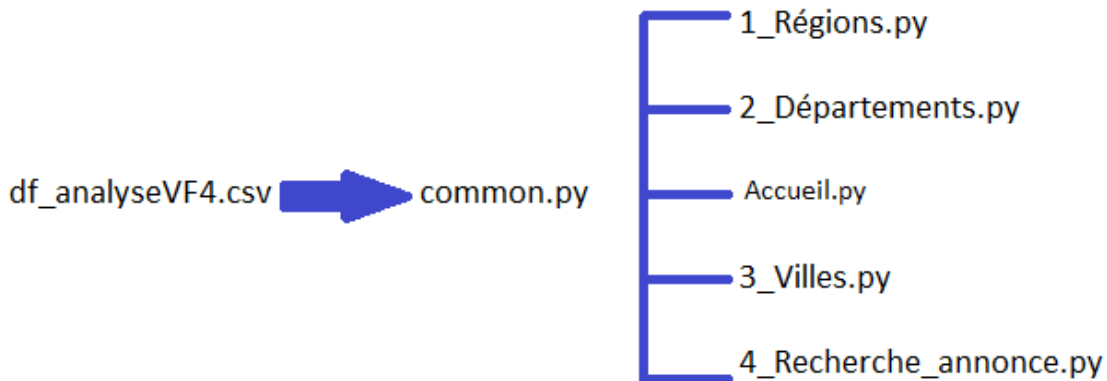 df_analyseVF4.csv
common.py
1_Régions.py
2_Départements.py
Accueil.py
3_Villes.py
4_Recherche_annonce.py